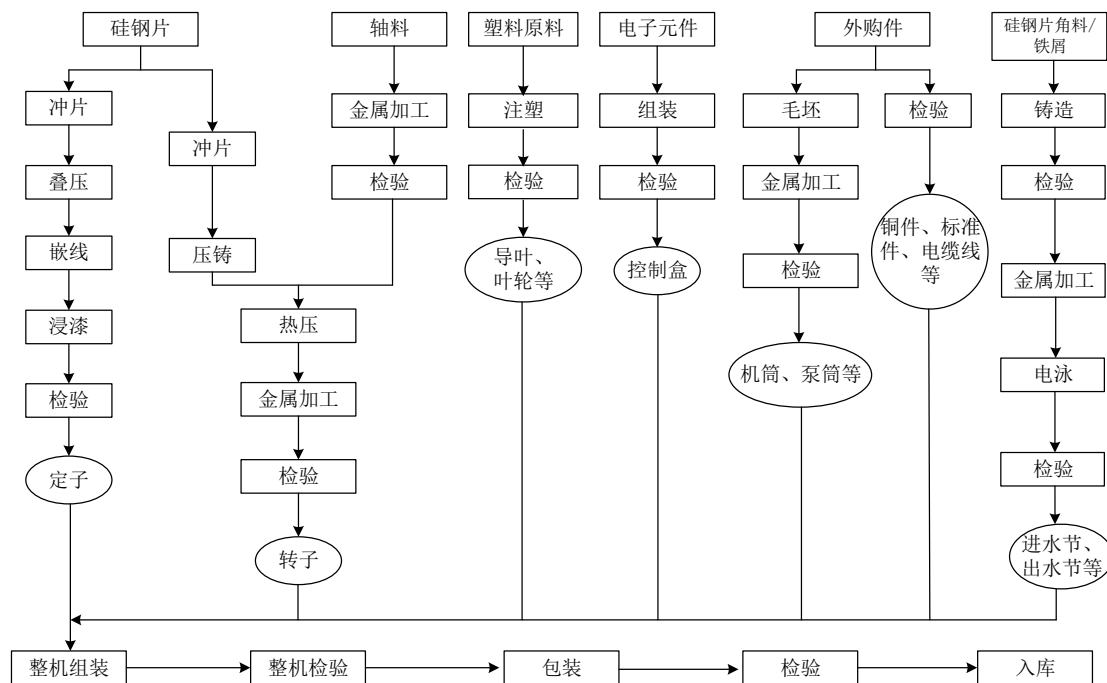 硅钢片
轴料
塑料原料
电子元件
外购件
硅钢片角料/
铁屑
冲片
冲片
金属加工
注塑
组装
毛坯
检验
铸造
叠压
检验
检验
检验
金属加工
检验
嵌线
压铸
导叶、
叶轮等
控制盒
检验
铜件、标准
件、电缆线
等
金属加工
浸漆
热压
机筒、泵筒等
电泳
检验
金属加工
定子
检验
检验
转子
进水节、
出水节等
整机组装
整机检验
包装
检验
入库